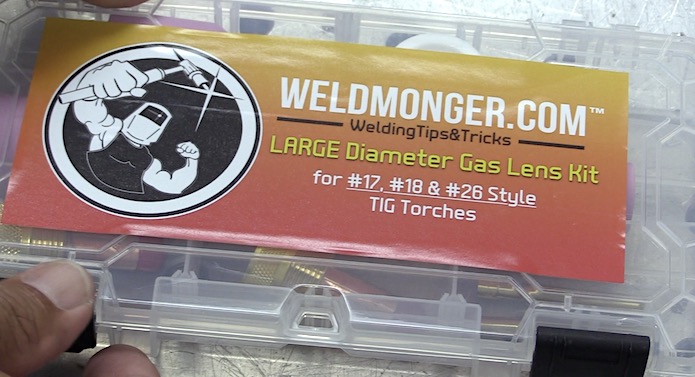 WELDMONGER.COM™
WeldingTips&Tricks
LARGE Diameter Gas Lens Kit
for #17, #18 & #26 Style
TIG Torches